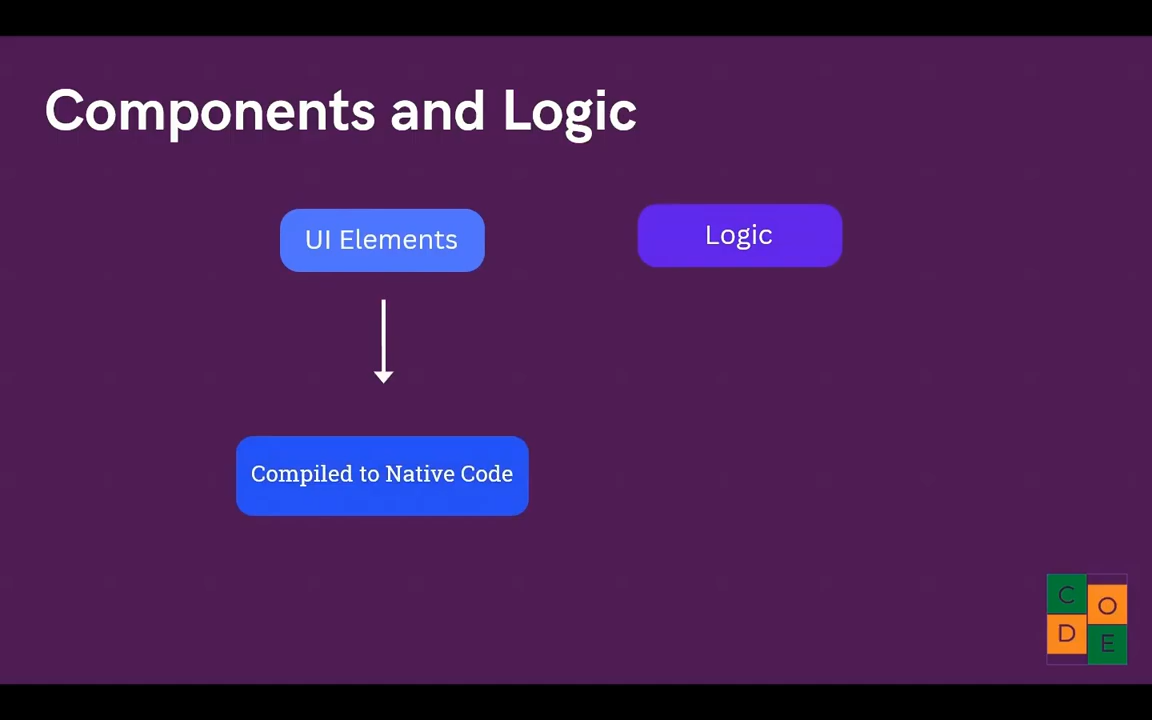 Components and Logic
UI Elements
Logic
Compiled to Native Code
C O
D E